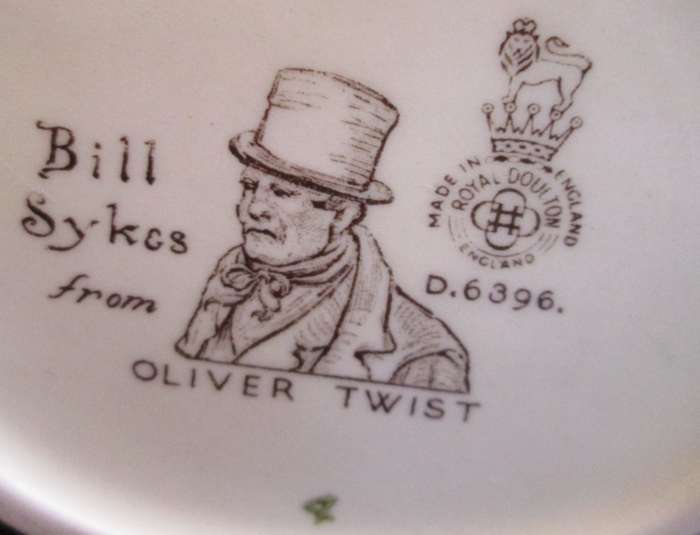 Bill
Sykes
from
OLIVER TWIST
MADE IN ENGLAND
ROYAL DOULTON
ENGLAND
D.6396.